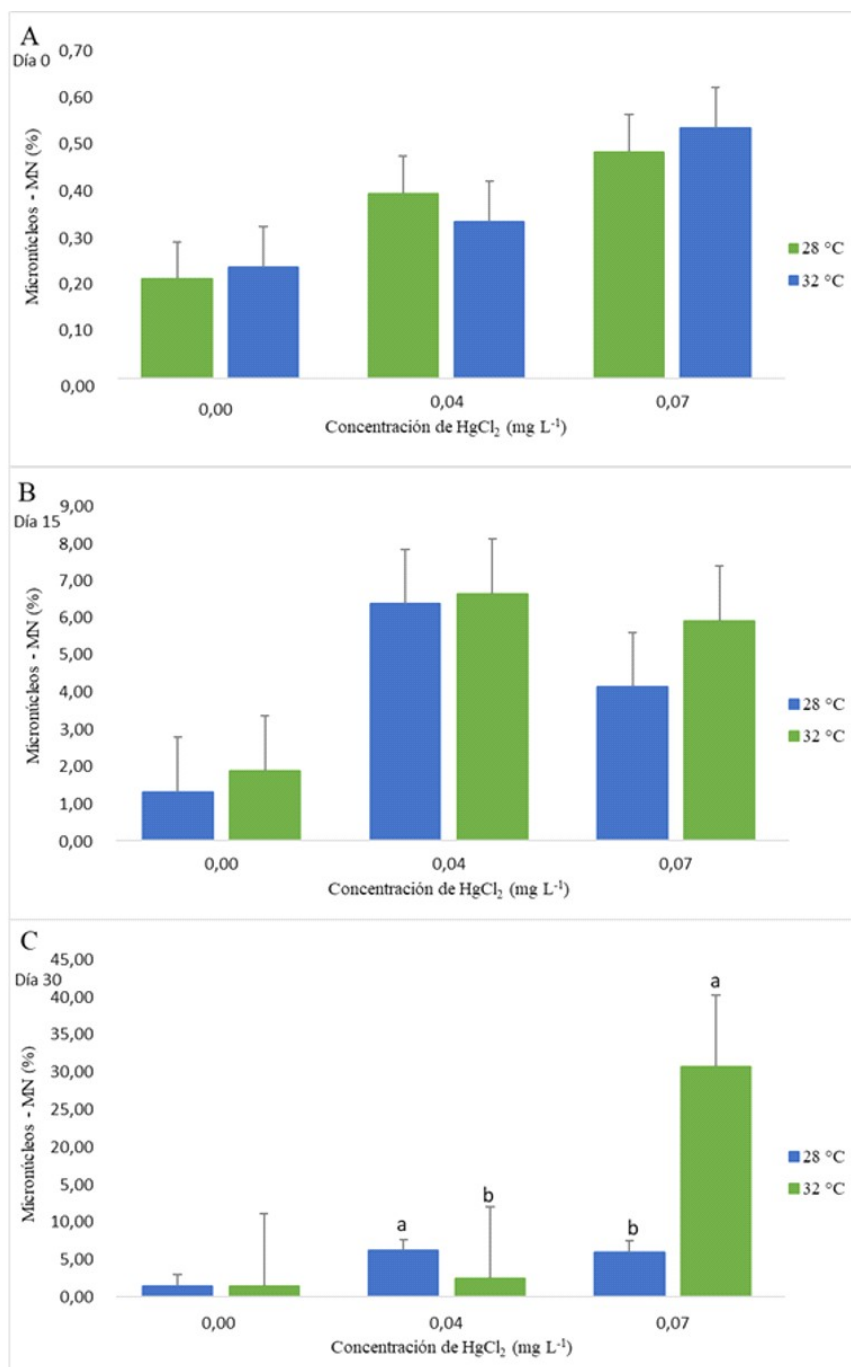 A
Día 0
0,70
0,60
0,50
0,40
0,30
0,20
0,10
0,00
Micronúcleos - MN (%)
28 °C
32 °C
0,00 0,04 0,07
Concentración de HgCl₂ (mg L⁻¹)
B
Día 15
9,00
8,00
7,00
6,00
5,00
4,00
3,00
2,00
1,00
0,00
Micronúcleos - MN (%)
28 °C
32 °C
0,00 0,04 0,07
Concentración de HgCl₂ (mg L⁻¹)
C
Día 30
45,00
40,00
35,00
30,00
25,00
20,00
15,00
5,00
10,00
5,00
0,00
Micronúcleos - MN (%)
a
b
b
a
28 °C
32 °C
0,00 0,04 0,07
Concentración de HgCl₂ (mg L⁻¹)